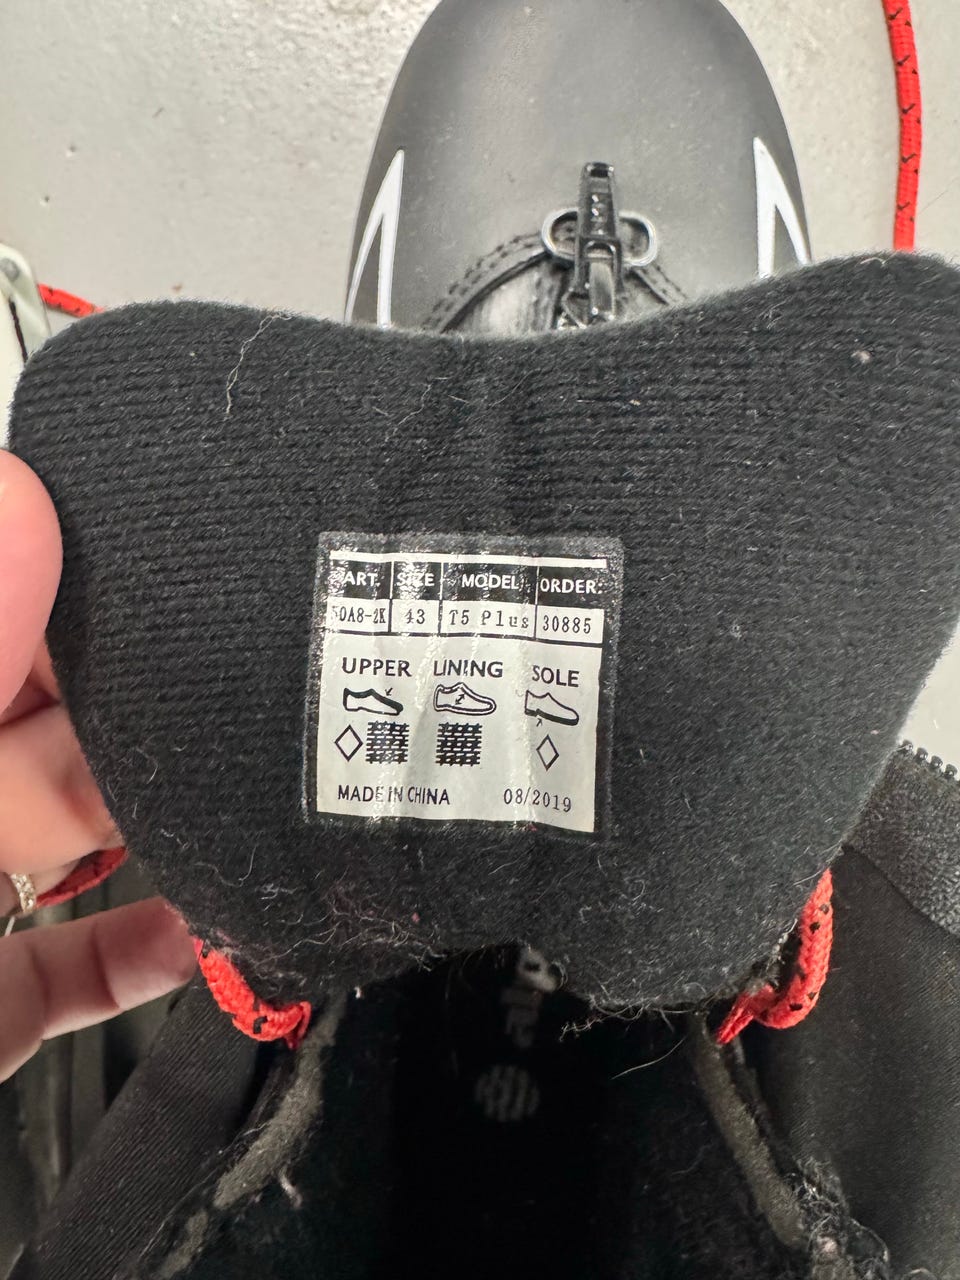 ART. SIZE MODEL ORDER.
50A8-2K 43 T5 Plus 30885
UPPER LINING SOLE
MADE IN CHINA 08/2019